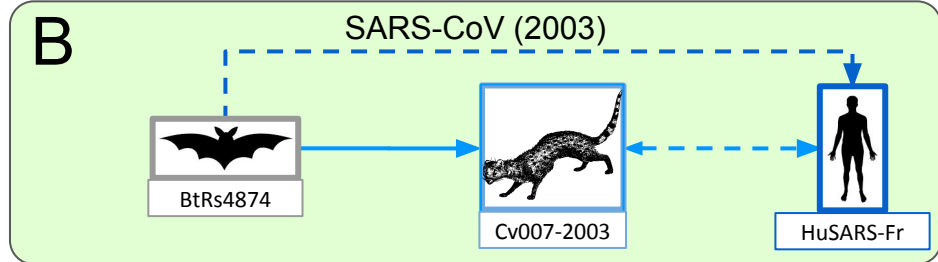 B
SARS-CoV (2003)
BtRs4874
Cv007-2003
HuSARS-Fr